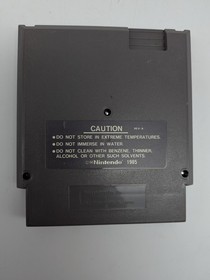 CAUTION
• DO NOT STORE IN EXTREME TEMPERATURES.
• DO NOT IMMERSE IN WATER.
• DO NOT CLEAN WITH BENZENE, THINNER,
ALCOHOL OR OTHER SUCH SOLVENTS.
©Nintendo 1985